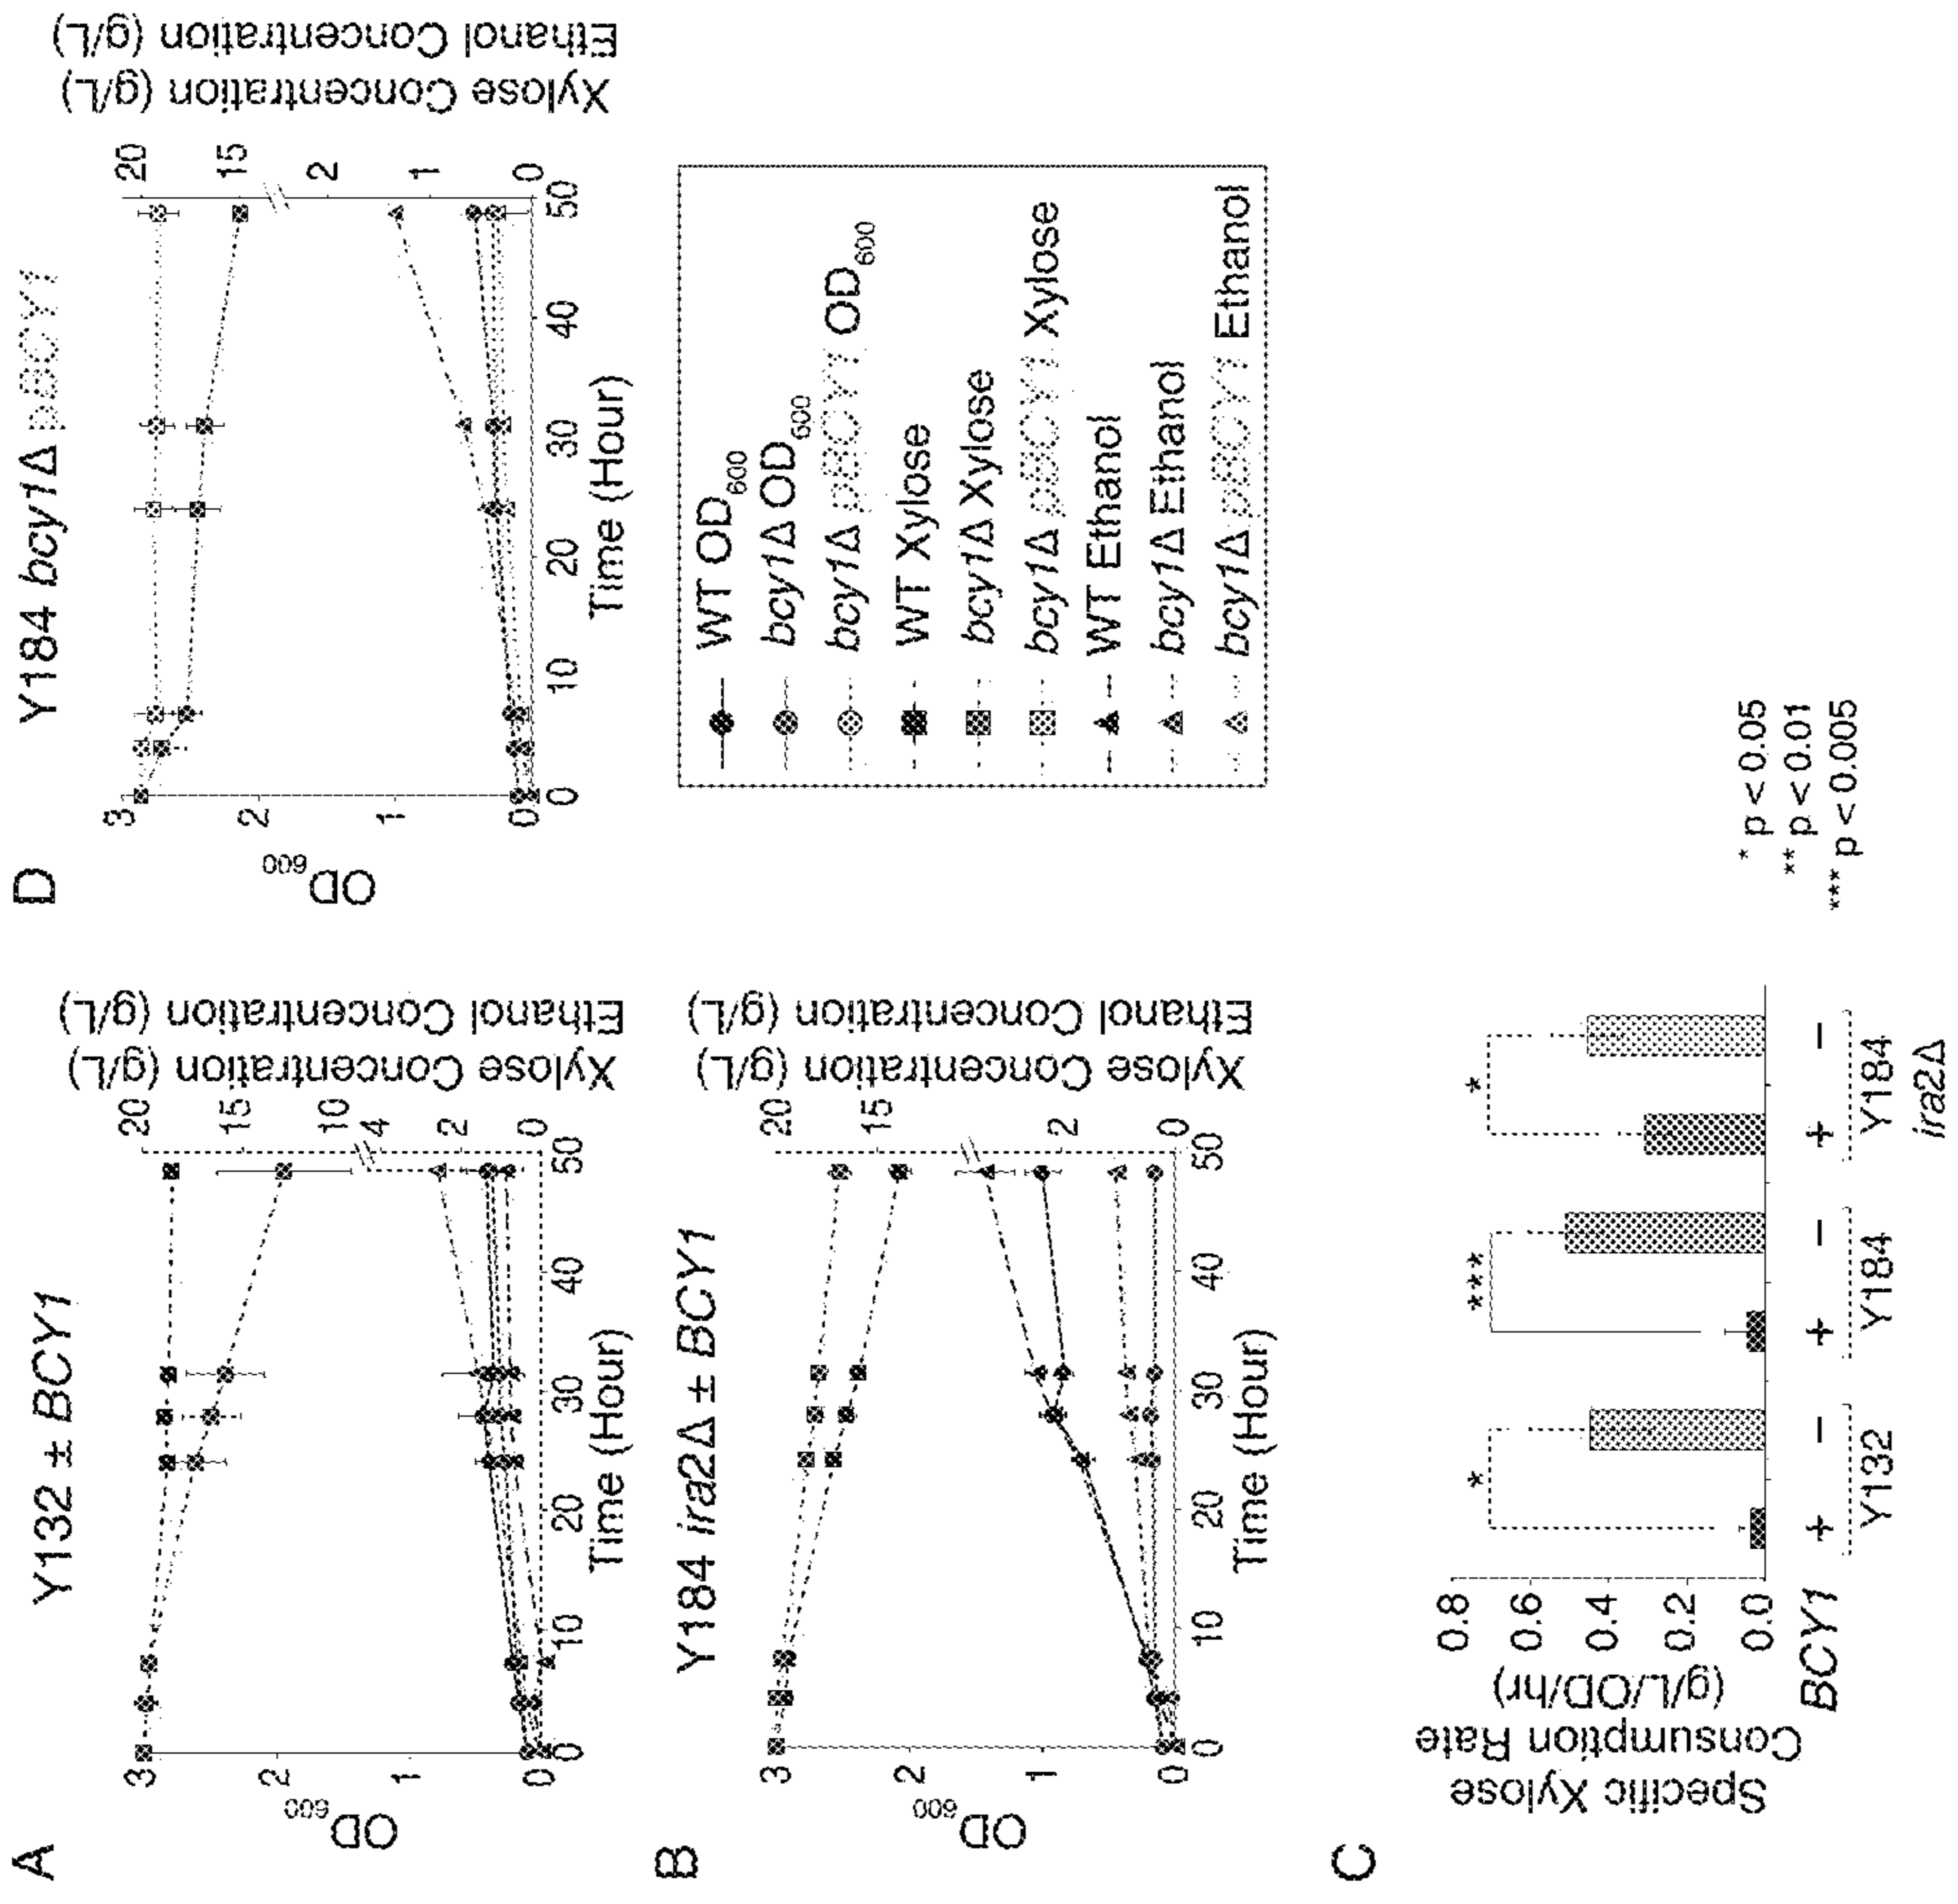 A
Y132 ± BCY1
OD600
3
2
1
0
0
10
20
30
40
50
Time (Hour)
20
15
10
4
2
0
Xylose Concentration (g/L)
Ethanol Concentration (g/L)
B
Y184 ira2Δ ± BCY1
OD600
3
2
1
0
0
10
20
30
40
50
Time (Hour)
20
15
2
0
Xylose Concentration (g/L)
Ethanol Concentration (g/L)
C
Specific Xylose
Consumption Rate
(g/L/OD/hr)
0.8
0.6
0.4
0.2
0.0
*
***
*
BCY1
+
−
+
−
+
−
Y132
Y184
Y184
ira2Δ
* p < 0.05
** p < 0.01
*** p < 0.005
D
Y184 bcy1Δ pBCY1
OD600
3
2
1
0
0
10
20
30
40
50
Time (Hour)
20
15
2
1
0
Xylose Concentration (g/L)
Ethanol Concentration (g/L)
WT OD600
bcy1Δ OD600
bcy1Δ pBCY1 OD600
WT Xylose
bcy1Δ Xylose
bcy1Δ pBCY1 Xylose
WT Ethanol
bcy1Δ Ethanol
bcy1Δ pBCY1 Ethanol